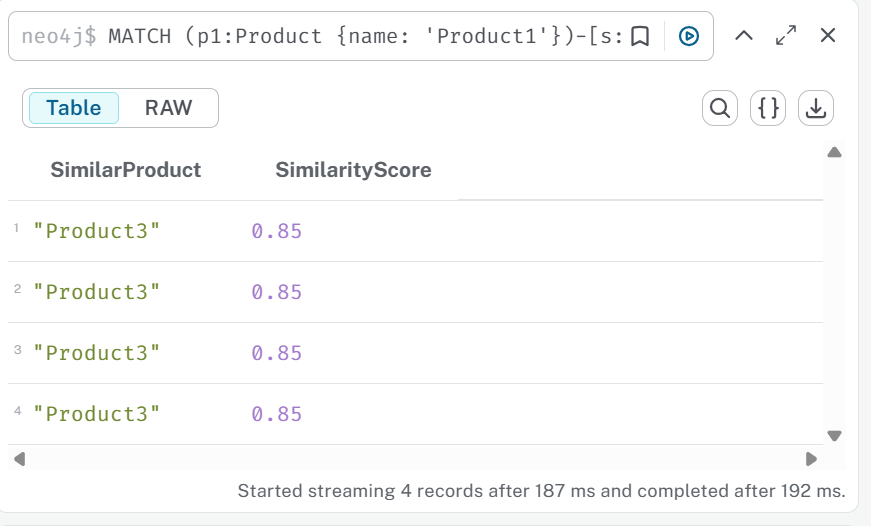 neo4j$ MATCH (p1:Product {name: 'Product1'})-[s:
Table RAW
{}
SimilarProduct SimilarityScore
1 "Product3" 0.85
2 "Product3" 0.85
3 "Product3" 0.85
4 "Product3" 0.85
Started streaming 4 records after 187 ms and completed after 192 ms.